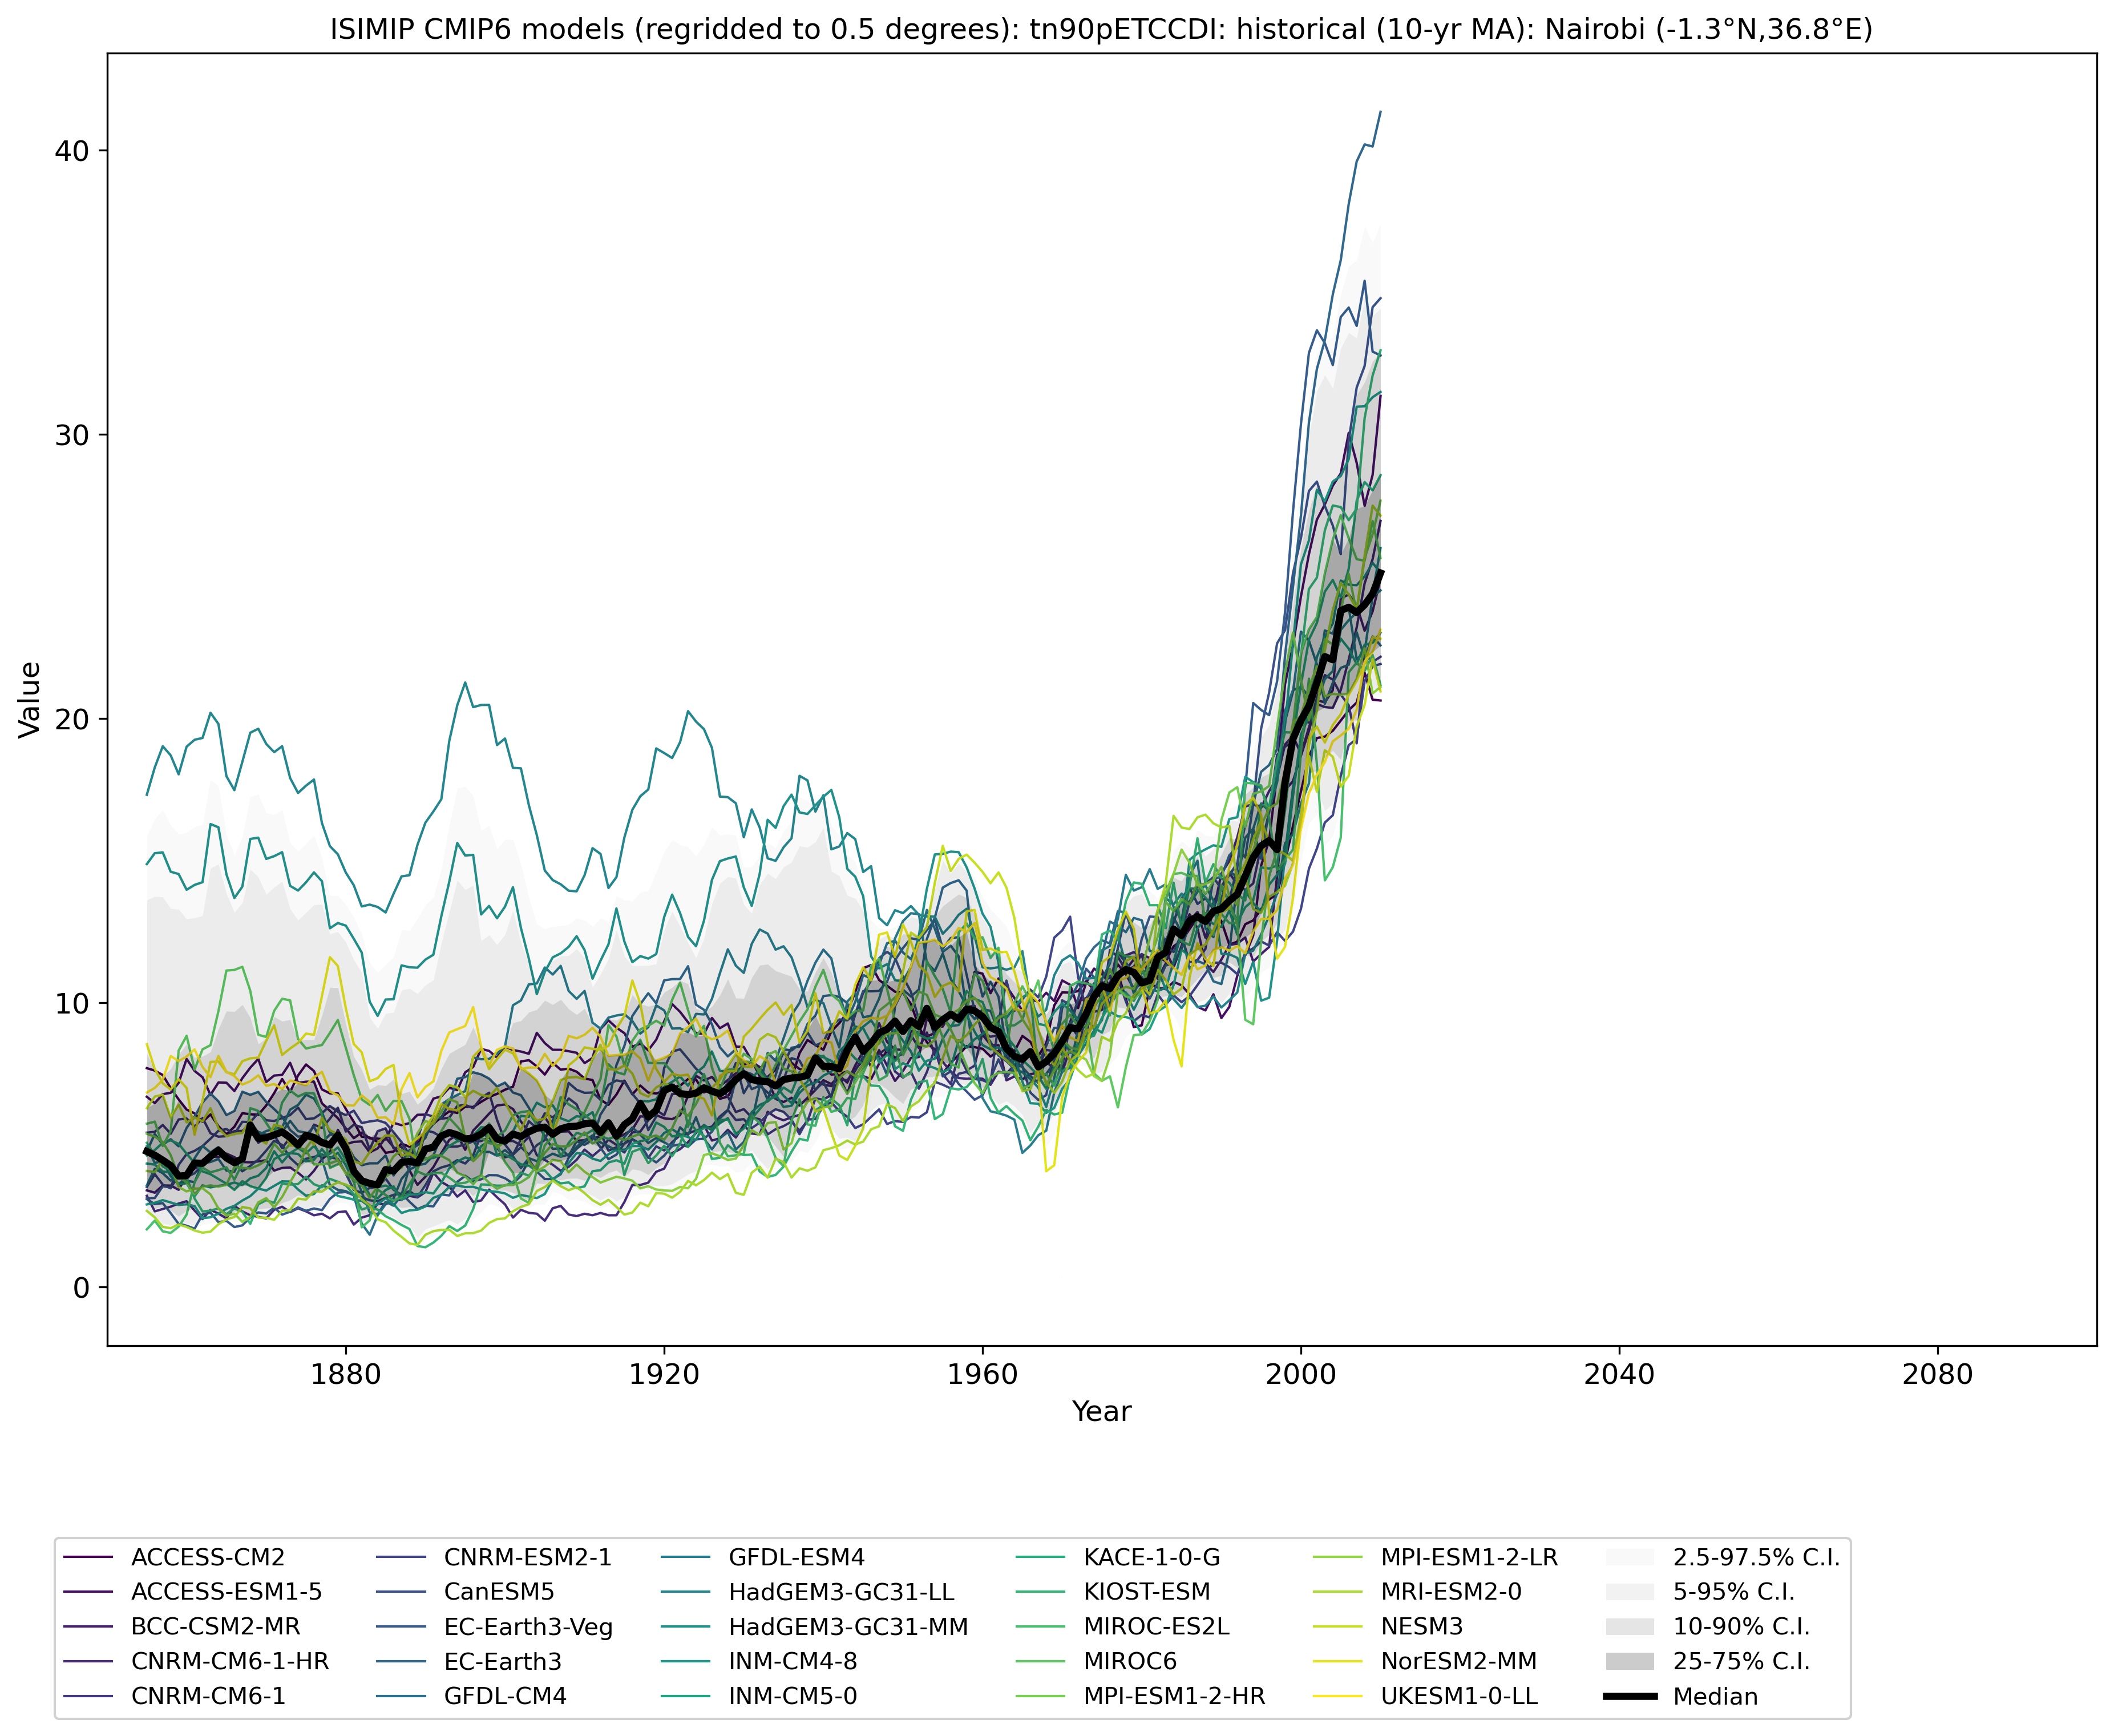 ISIMIP CMIP6 models (regridded to 0.5 degrees): tn90pETCCDI: historical (10-yr MA): Nairobi (-1.3°N,36.8°E)
40
30
20
10
0
Value
1880 1920 1960 2000 2040 2080
Year
ACCESS-CM2 CNRM-ESM2-1 GFDL-ESM4 KACE-1-0-G MPI-ESM1-2-LR 2.5-97.5% C.I.
ACCESS-ESM1-5 CanESM5 HadGEM3-GC31-LL KIOST-ESM MRI-ESM2-0 5-95% C.I.
BCC-CSM2-MR EC-Earth3-Veg HadGEM3-GC31-MM MIROC-ES2L NESM3 10-90% C.I.
CNRM-CM6-1-HR EC-Earth3 INM-CM4-8 MIROC6 NorESM2-MM 25-75% C.I.
CNRM-CM6-1 GFDL-CM4 INM-CM5-0 MPI-ESM1-2-HR UKESM1-0-LL Median